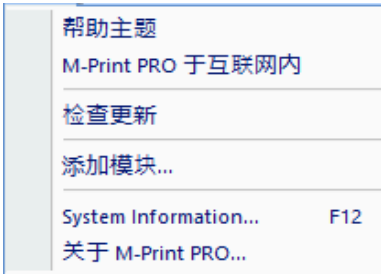 帮助主题
M-Print PRO 于互联网内
检查更新
添加模块...
System Information... F12
关于 M-Print PRO...